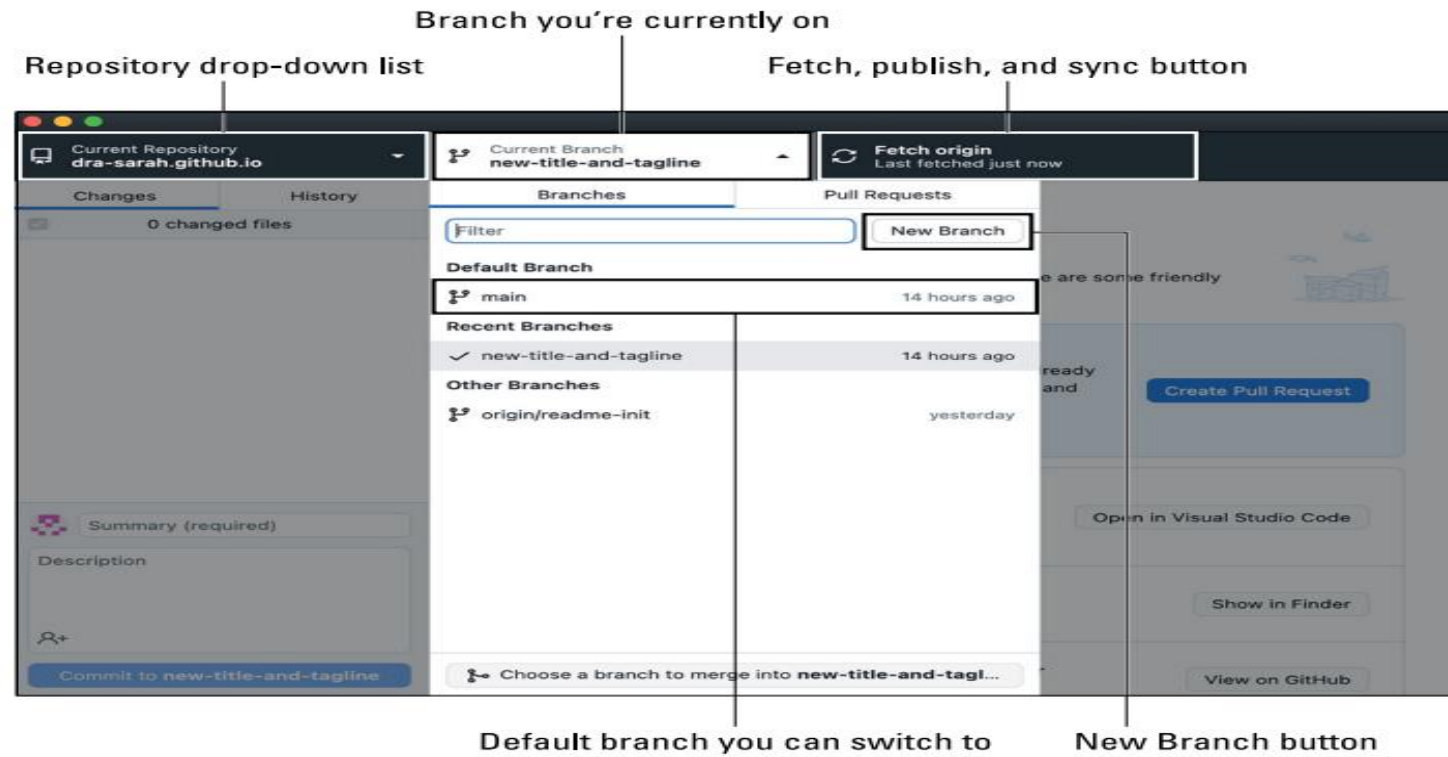 Branch you're currently on
Repository drop-down list
Fetch, publish, and sync button
Current Repository
dra-sarah.github.io
Current Branch
new-title-and-tagline
Fetch origin
Last fetched just now
Changes
History
Branches
Pull Requests
0 changed files
Filter
New Branch
Default Branch
e are some friendly
main
14 hours ago
Recent Branches
new-title-and-tagline
14 hours ago
ready
Other Branches
and
Create Pull Request
origin/readme-init
yesterday
Summary (required)
Open in Visual Studio Code
Description
Show in Finder
Commit to new-title-and-tagline
Choose a branch to merge into new-title-and-tagl...
View on GitHub
Default branch you can switch to
New Branch button